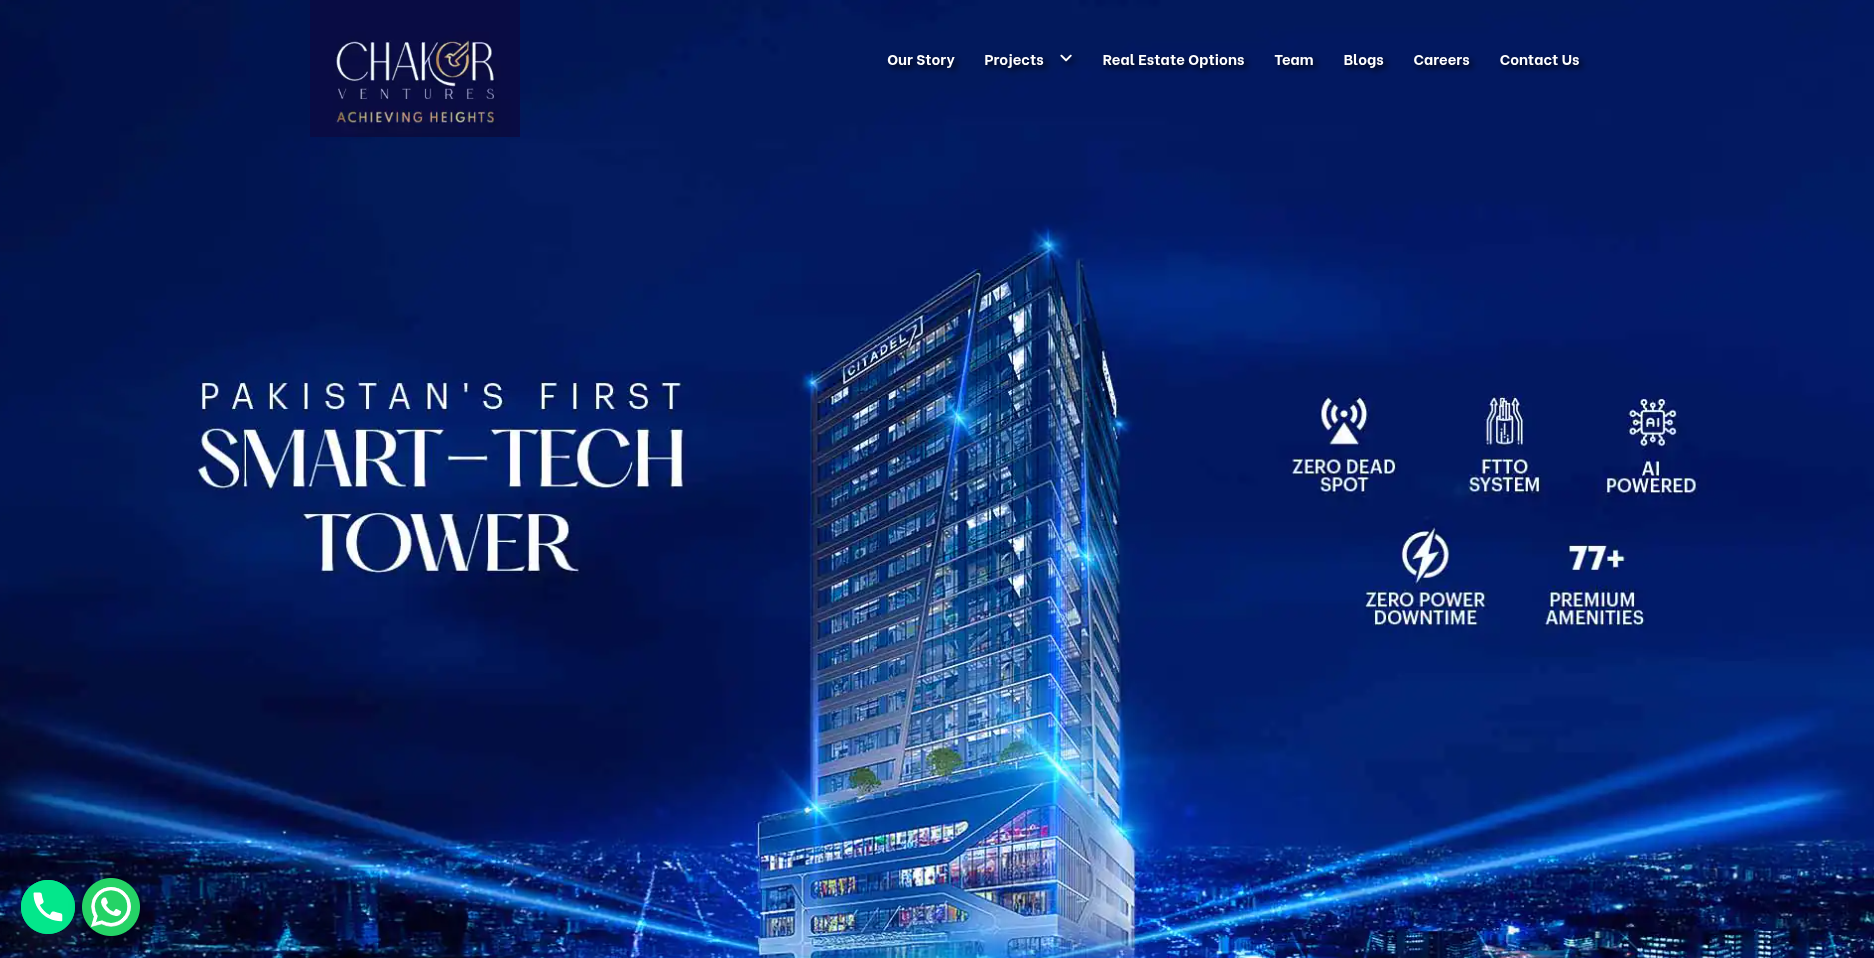 CHAKOR
VENTURES
ACHIEVING HEIGHTS
Our Story
Projects
Real Estate Options
Team
Blogs
Careers
Contact Us
CITADEL 7
PAKISTAN'S FIRST
SMART-TECH
TOWER
ZERO DEAD
SPOT
FTTO
SYSTEM
AI
AI
POWERED
ZERO POWER
DOWNTIME
77+
PREMIUM
AMENITIES